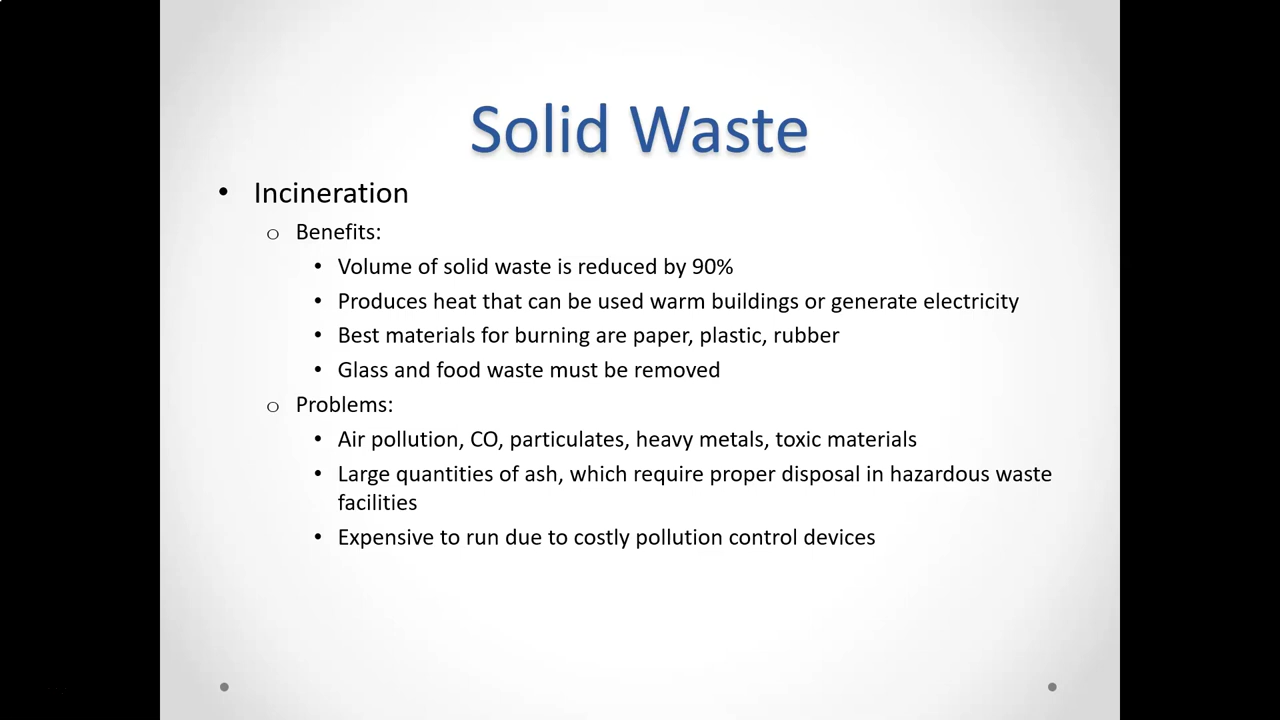 Solid Waste
• Incineration
o Benefits:
• Volume of solid waste is reduced by 90%
• Produces heat that can be used warm buildings or generate electricity
• Best materials for burning are paper, plastic, rubber
• Glass and food waste must be removed
o Problems:
• Air pollution, CO, particulates, heavy metals, toxic materials
• Large quantities of ash, which require proper disposal in hazardous waste
facilities
• Expensive to run due to costly pollution control devices